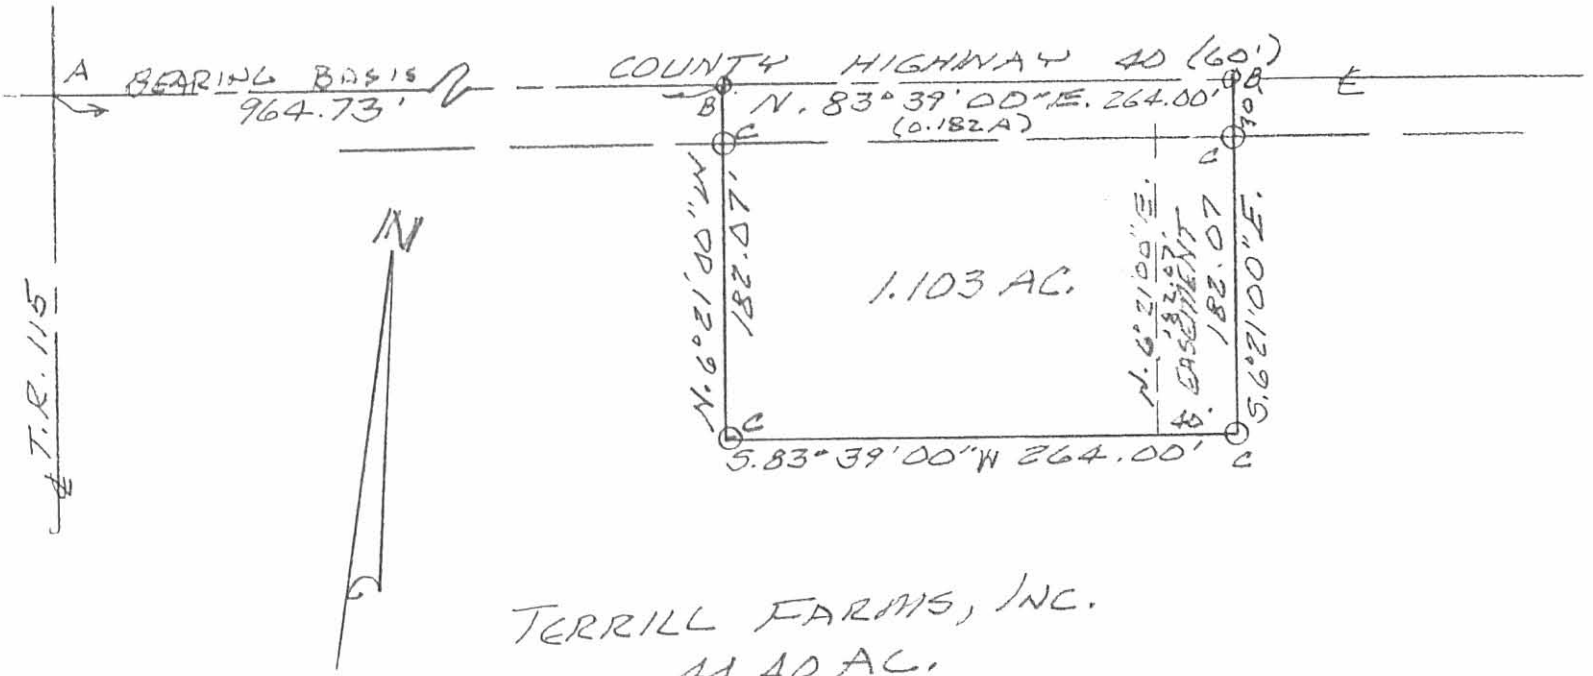 A BEARING BASIS
964.73'
COUNTY HIGHWAY 40 (60')
B
B N. 83° 39' 00" E. 264.00'
(0.182 A)
30
C
C
N. 6° 21' 00" W
182.07'
1.103 AC.
N. 6° 21' 00" E.
182.07'
EASEMENT
182.07
S. 6° 21' 00" E.
T.R. 115
N
C
C
S. 83° 39' 00" W 264.00'
TERRILL FARMS, INC.
AC.